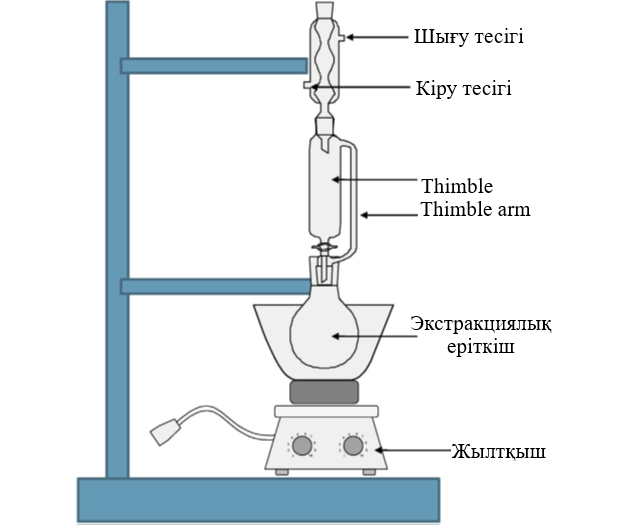 Шығу тесігі
Кіру тесігі
Thimble
Thimble arm
Экстракциялық
еріткіш
Жылтқыш